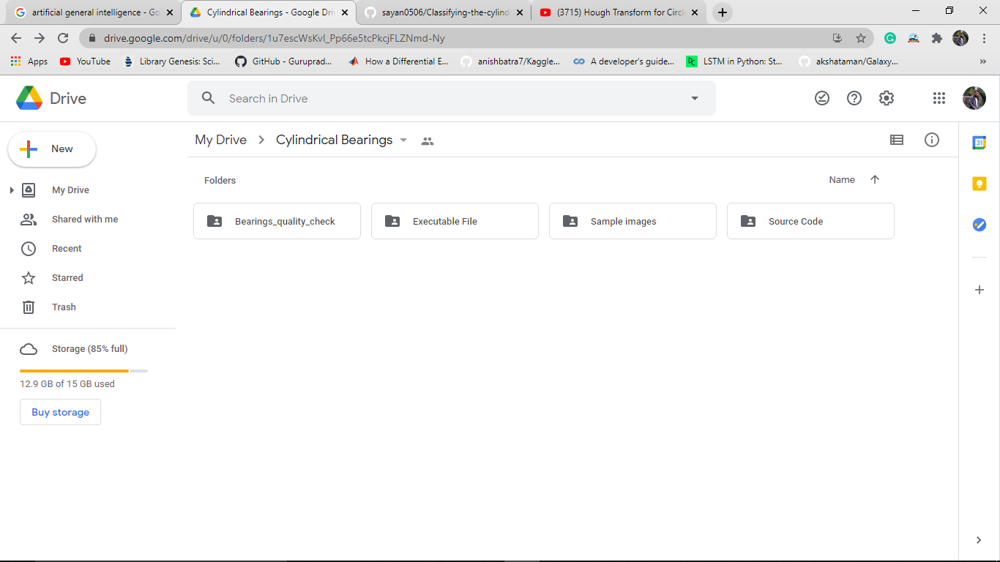 artificial general intelligence - Go
Cylindrical Bearings - Google Driv
sayan0506/Classifying-the-cylind
(3715) Hough Transform for Circl
drive.google.com/drive/u/0/folders/1u7escWsKvI_Pp66e5tcPkcjFLZNmd-Ny
Apps
YouTube
Library Genesis: Sci...
GitHub - Guruprad...
How a Differential E...
anishbatra7/Kaggle...
A developer's guide...
LSTM in Python: St...
akshataman/Galaxy...
Drive
Search in Drive
New
My Drive
Shared with me
Recent
Starred
Trash
Storage (85% full)
12.9 GB of 15 GB used
Buy storage
My Drive > Cylindrical Bearings
Folders
Name
Bearings_quality_check
Executable File
Sample images
Source Code
31